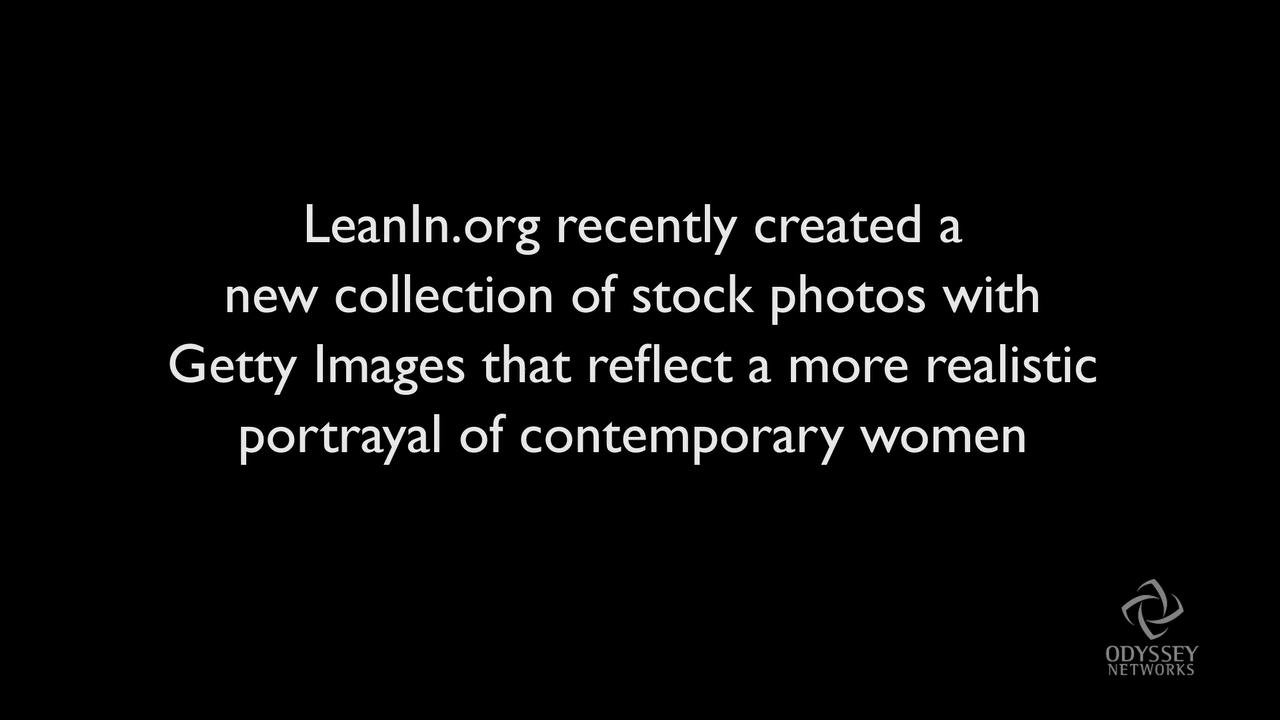 LeanIn.org recently created a
new collection of stock photos with
Getty Images that reflect a more realistic
portrayal of contemporary women
ODYSSEY
NETWORKS